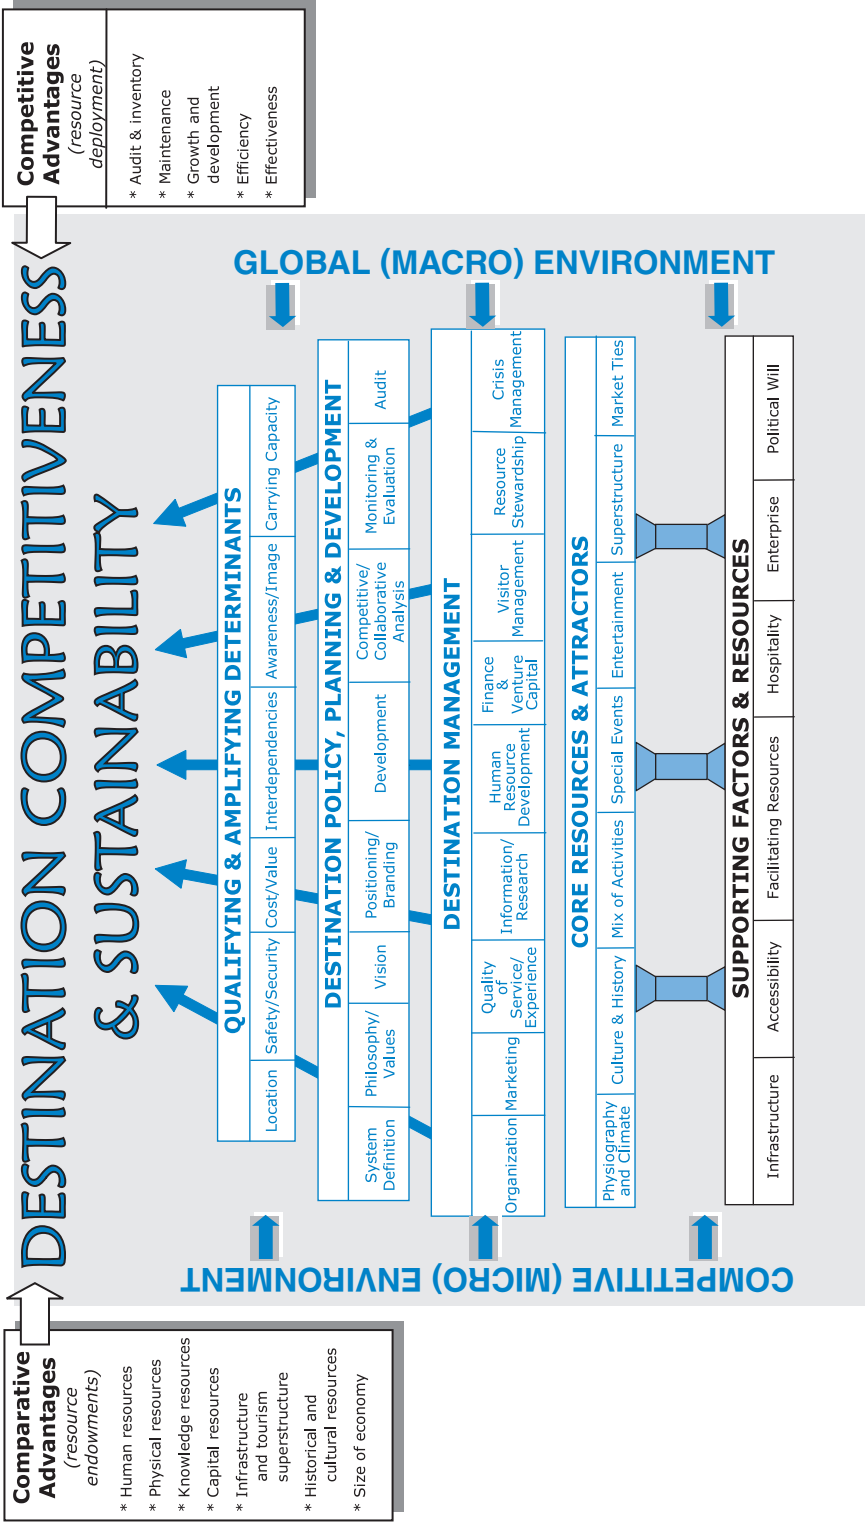 DESTINATION COMPETITIVENESS
& SUSTAINABILITY
Comparative
Advantages
(resource
endowments)
* Human resources
* Physical resources
* Knowledge resources
* Capital resources
* Infrastructure
and tourism
superstructure
* Historical and
cultural resources
* Size of economy
Competitive
Advantages
(resource
deployment)
* Audit & inventory
* Maintenance
* Growth and
development
* Efficiency
* Effectiveness
COMPETITIVE (MICRO) ENVIRONMENT
GLOBAL (MACRO) ENVIRONMENT
QUALIFYING & AMPLIFYING DETERMINANTS
Location
Safety/Security
Cost/Value
Interdependencies
Awareness/Image
Carrying Capacity
DESTINATION POLICY, PLANNING & DEVELOPMENT
System
Definition
Philosophy/
Values
Vision
Positioning/
Branding
Development
Competitive/
Collaborative
Analysis
Monitoring &
Evaluation
Audit
DESTINATION MANAGEMENT
Organization
Marketing
Quality
of
Service/
Experience
Information/
Research
Human
Resource
Development
Finance
&
Venture
Capital
Visitor
Management
Resource
Stewardship
Crisis
Management
CORE RESOURCES & ATTRACTORS
Physiography
and Climate
Culture & History
Mix of Activities
Special Events
Entertainment
Superstructure
Market Ties
SUPPORTING FACTORS & RESOURCES
Infrastructure
Accessibility
Facilitating Resources
Hospitality
Enterprise
Political Will